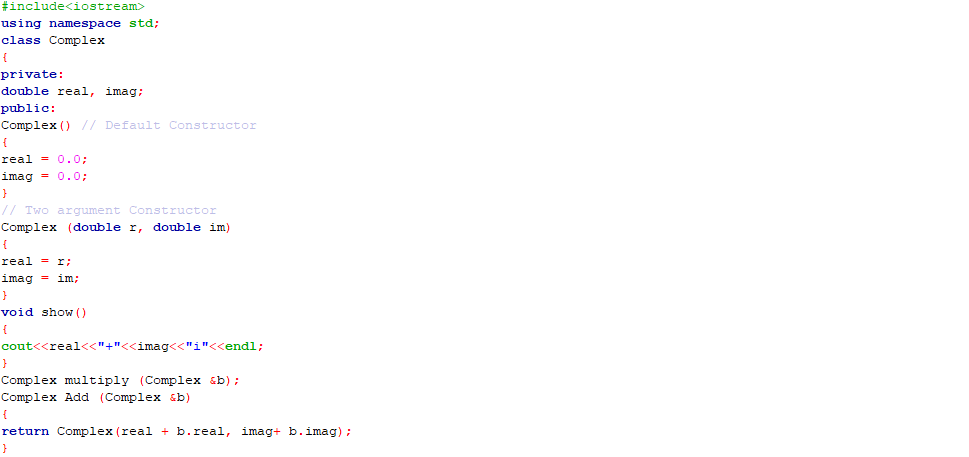 #include<iostream>
using namespace std;
class Complex
{
private:
double real, imag;
public:
Complex() // Default Constructor
{
real = 0.0;
imag = 0.0;
}
// Two argument Constructor
Complex (double r, double im)
{
real = r;
imag = im;
}
void show()
{
cout<<real<<"+"<<imag<<"i"<<endl;
}
Complex multiply (Complex &b);
Complex Add (Complex &b)
{
return Complex(real + b.real, imag+ b.imag);
}